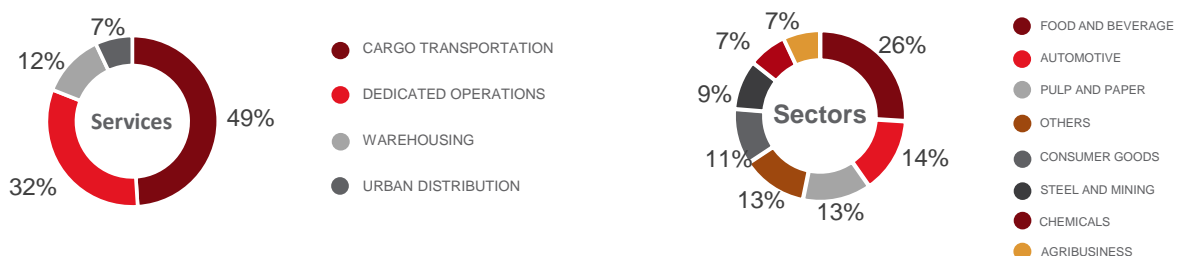 7%
12%
Services
49%
32%
CARGO TRANSPORTATION
DEDICATED OPERATIONS
WAREHOUSING
URBAN DISTRIBUTION
7%
7%
26%
9%
Sectors
11%
14%
13%
13%
FOOD AND BEVERAGE
AUTOMOTIVE
PULP AND PAPER
OTHERS
CONSUMER GOODS
STEEL AND MINING
CHEMICALS
AGRIBUSINESS